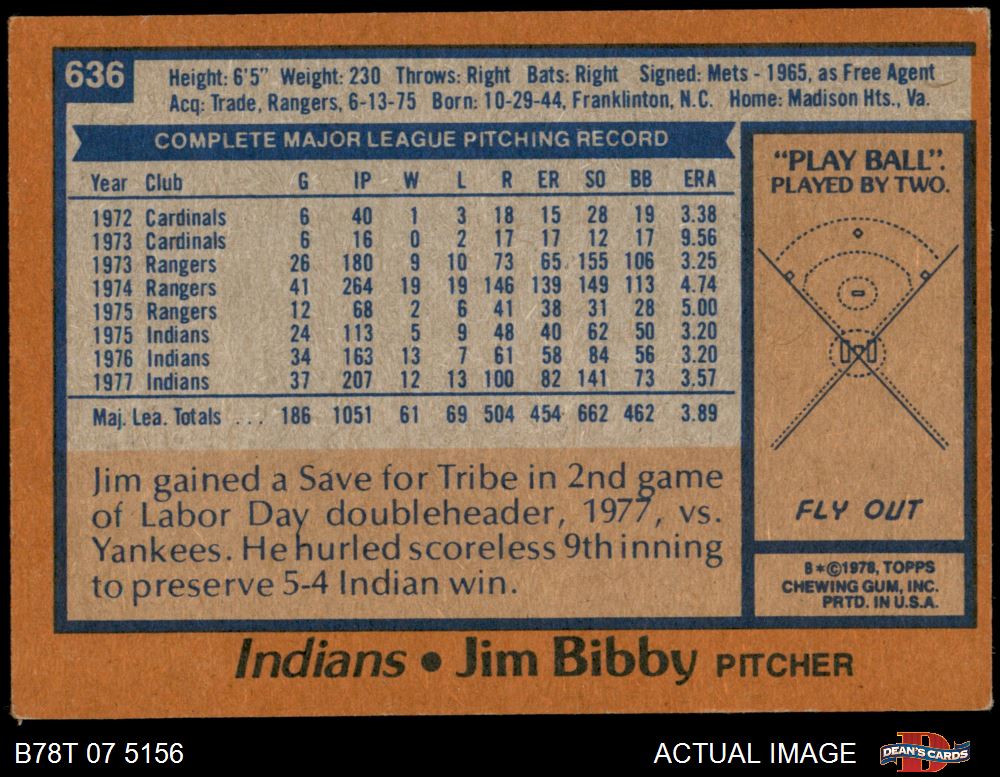 636
Height: 6'5" Weight: 230 Throws: Right Bats: Right Signed: Mets - 1965, as Free Agent
Acq: Trade, Rangers, 6-13-75 Born: 10-29-44, Franklinton, N.C. Home: Madison Hts., Va.
COMPLETE MAJOR LEAGUE PITCHING RECORD
Year Club G IP W L R ER SO BB ERA
1972 Cardinals 6 40 1 3 18 15 28 19 3.38
1973 Cardinals 6 16 0 2 17 17 12 17 9.56
1973 Rangers 26 180 9 10 73 65 155 106 3.25
1974 Rangers 41 264 19 19 146 139 149 113 4.74
1975 Rangers 12 68 2 6 41 38 31 28 5.00
1975 Indians 24 113 5 9 48 40 62 50 3.20
1976 Indians 34 163 13 7 61 58 84 56 3.20
1977 Indians 37 207 12 13 100 82 141 73 3.57
Maj. Lea. Totals ... 186 1051 61 69 504 454 662 462 3.89
Jim gained a Save for Tribe in 2nd game
of Labor Day doubleheader, 1977, vs.
Yankees. He hurled scoreless 9th inning
to preserve 5-4 Indian win.
"PLAY BALL".
PLAYED BY TWO.
FLY OUT
B*©1978, TOPPS
CHEWING GUM, INC.
PRTD. IN U.S.A.
Indians • Jim Bibby PITCHER
B78T 07 5156 ACTUAL IMAGE
DEAN'S CARDS